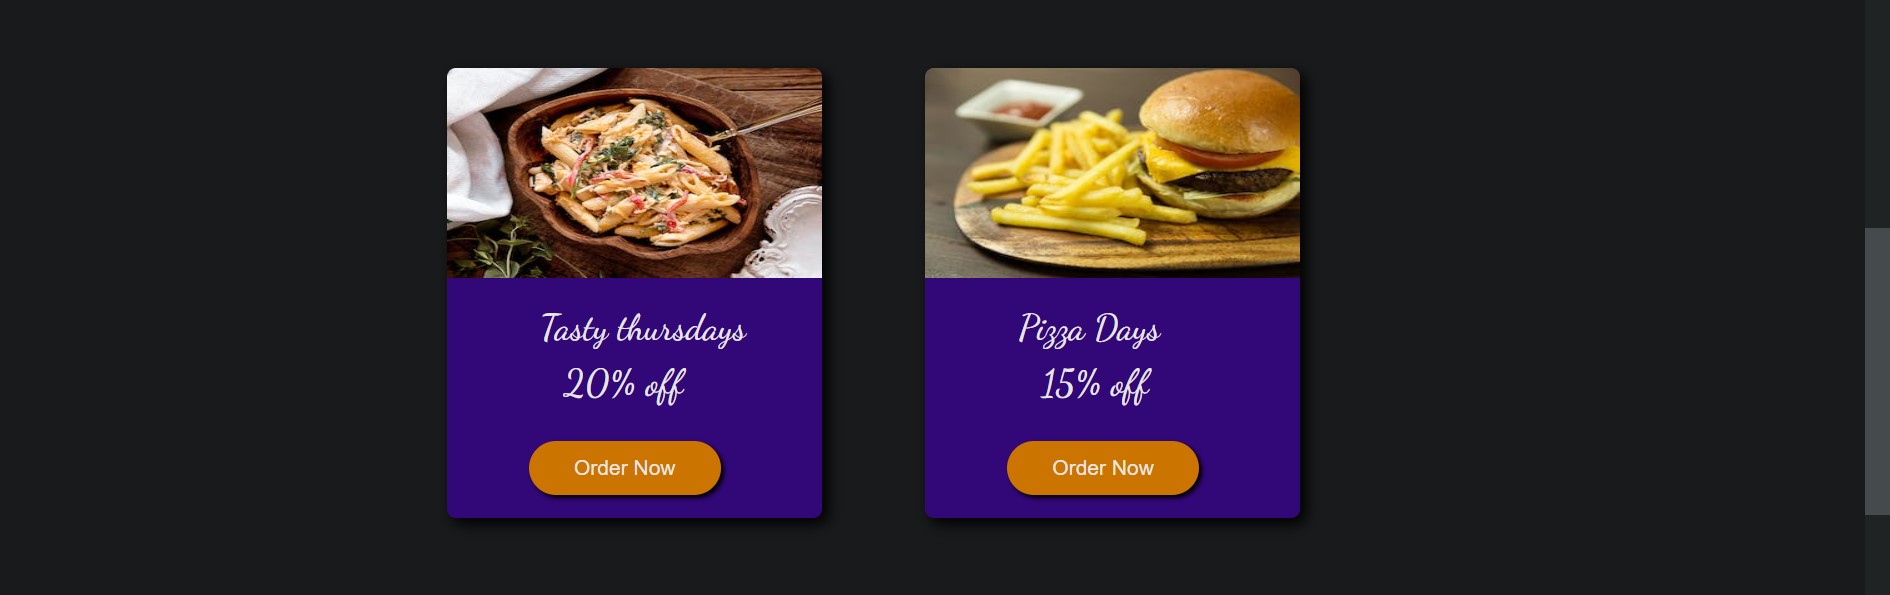 Tasty thursdays
20% off
Order Now
Pizza Days
15% off
Order Now